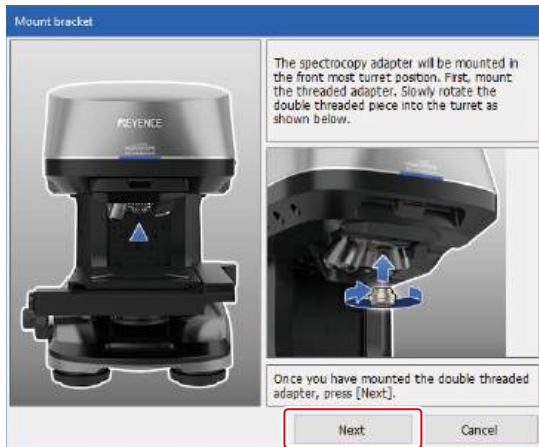 Mount bracket
The spectrocopy adapter will be mounted in
the front most turret position. First, mount
the threaded adapter. Slowly rotate the
double threaded piece into the turret as
shown below.
KEYENCE
Once you have mounted the double threaded
adapter, press [Next].
Next
Cancel